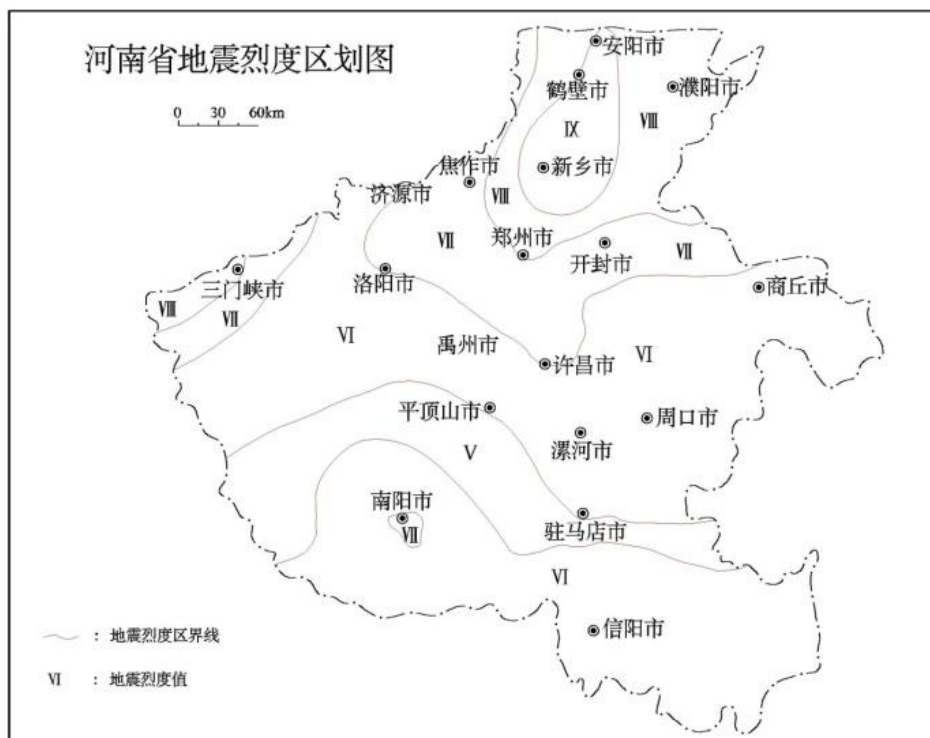 河南省地震烈度区划图
0 30 60km
安阳市
鹤壁市
濮阳市
Ⅸ
Ⅷ
新乡市
焦作市
济源市
Ⅷ
Ⅶ
郑州市
开封市
Ⅶ
三门峡市
洛阳市
商丘市
Ⅷ
Ⅶ
Ⅵ
禹州市
Ⅵ
许昌市
平顶山市
周口市
漯河市
Ⅴ
南阳市
Ⅶ
驻马店市
Ⅵ
信阳市
：地震烈度区界线
Ⅵ ：地震烈度值